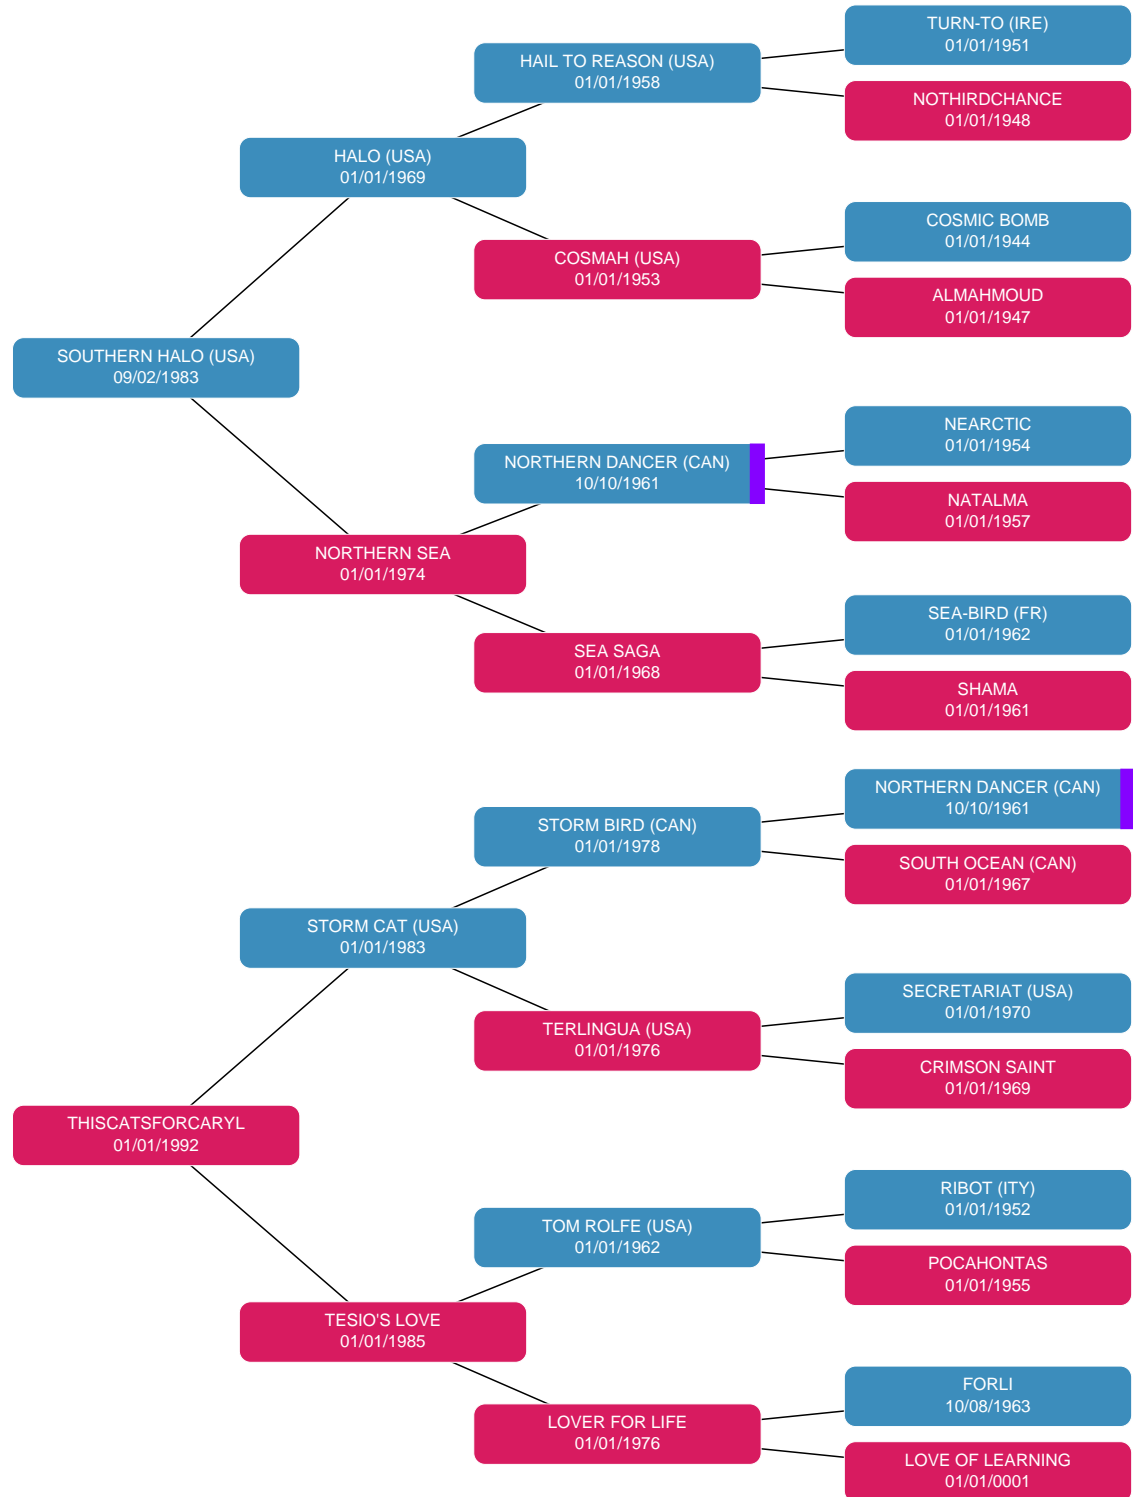 TURN-TO (IRE)
01/01/1951
HAIL TO REASON (USA)
01/01/1958
NOTHIRDCHANCE
01/01/1948
HALO (USA)
01/01/1969
COSMIC BOMB
01/01/1944
COSMAH (USA)
01/01/1953
ALMAHMOUD
01/01/1947
SOUTHERN HALO (USA)
09/02/1983
NEARCTIC
01/01/1954
NORTHERN DANCER (CAN)
10/10/1961
NATALMA
01/01/1957
NORTHERN SEA
01/01/1974
SEA-BIRD (FR)
01/01/1962
SEA SAGA
01/01/1968
SHAMA
01/01/1961
NORTHERN DANCER (CAN)
10/10/1961
STORM BIRD (CAN)
01/01/1978
SOUTH OCEAN (CAN)
01/01/1967
STORM CAT (USA)
01/01/1983
SECRETARIAT (USA)
01/01/1970
TERLINGUA (USA)
01/01/1976
CRIMSON SAINT
01/01/1969
THISCATSFORCARYL
01/01/1992
RIBOT (ITY)
01/01/1952
TOM ROLFE (USA)
01/01/1962
POCAHONTAS
01/01/1955
TESIO'S LOVE
01/01/1985
FORLI
10/08/1963
LOVER FOR LIFE
01/01/1976
LOVE OF LEARNING
01/01/0001